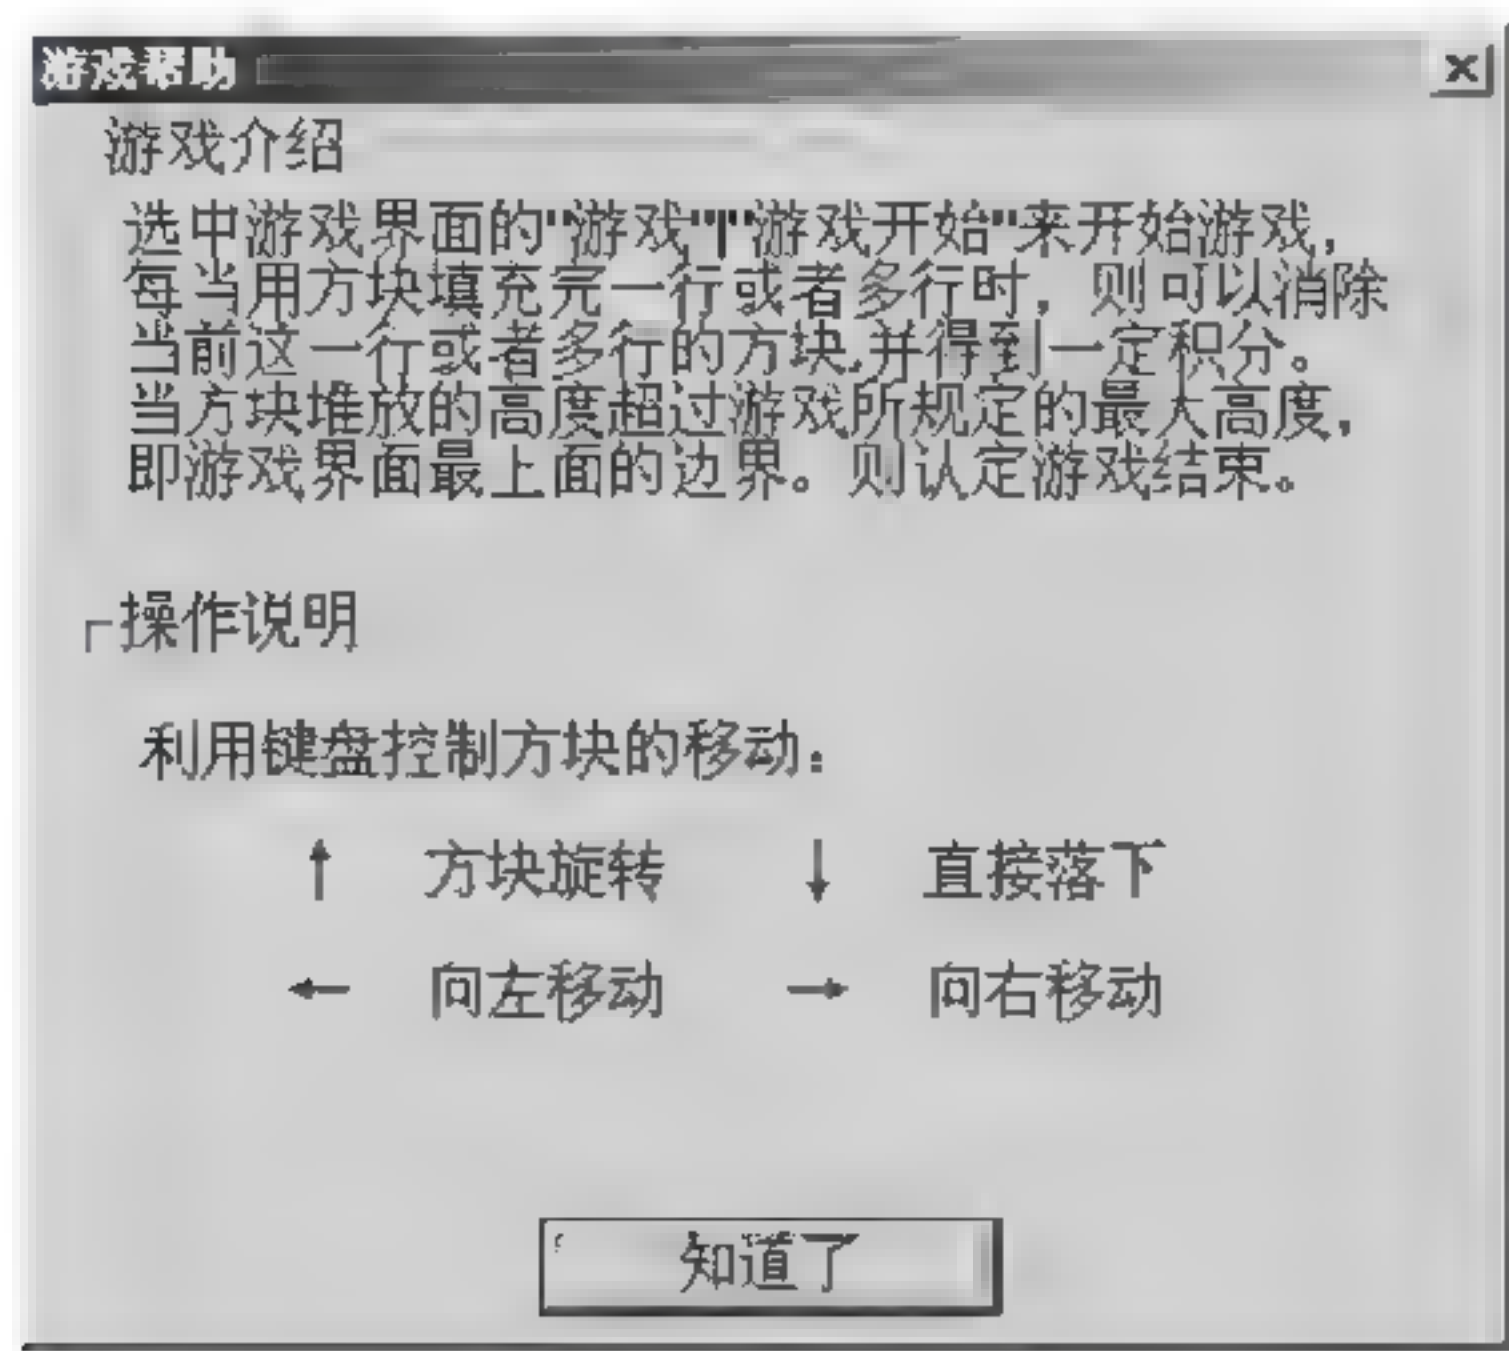 游戏帮助
游戏介绍
选中游戏界面的"游戏"|"游戏开始"来开始游戏,
每当用方块填充完一行或者多行时,则可以消除
当前这一行或者多行的方块.并得到一定积分。
当方块堆放的高度超过游戏所规定的最大高度,
即游戏界面最上面的边界。则认定游戏结束。
操作说明
利用键盘控制方块的移动:
↑ 方块旋转 ↓ 直接落下
← 向左移动 → 向右移动
知道了